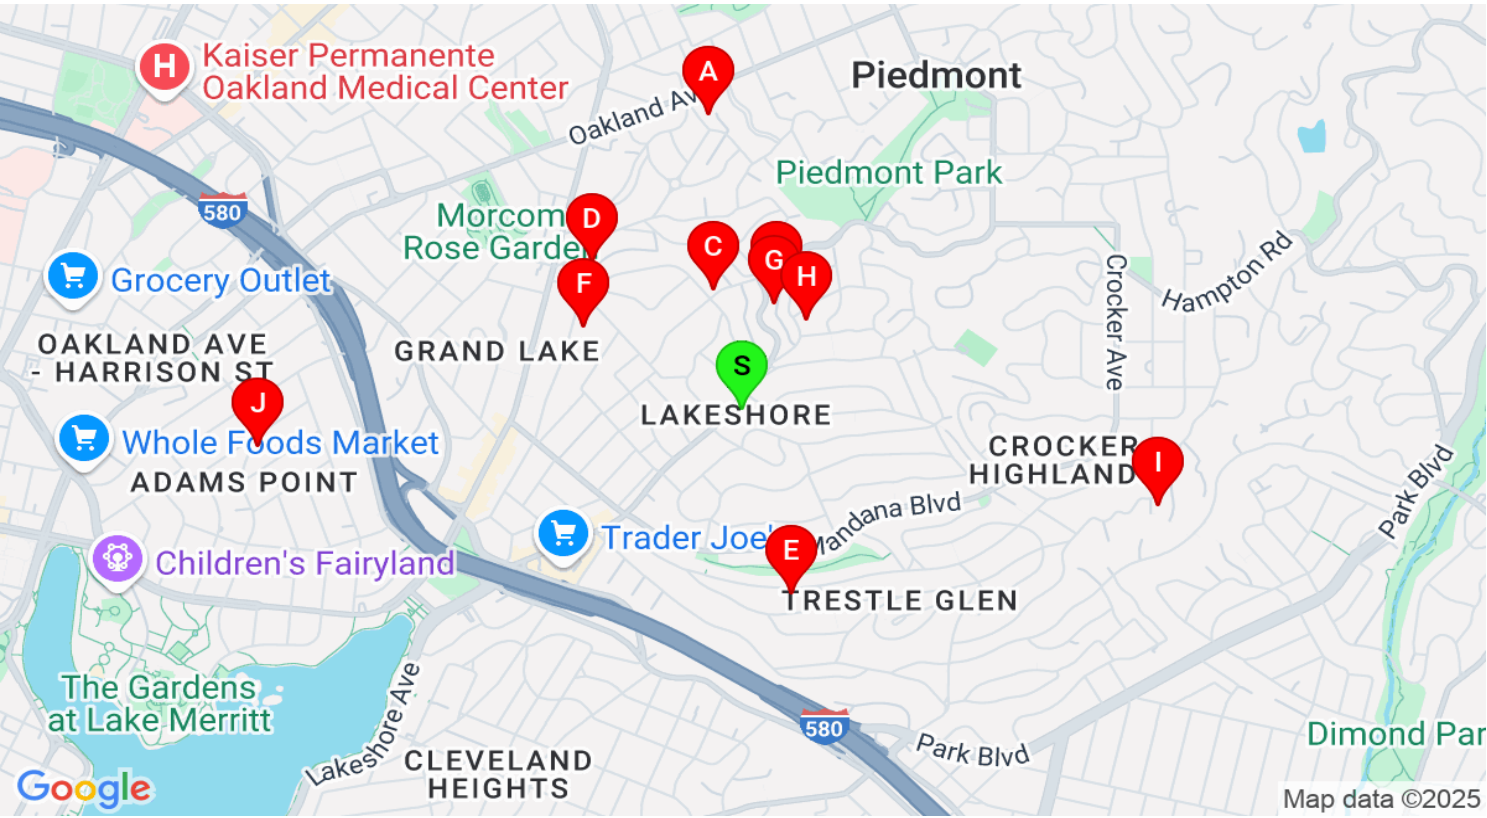 Kaiser Permanente
Oakland Medical Center
H
A
Oakland Av
Piedmont
Piedmont Park
580
Morcom
Rose Garde
D
C
G
H
F
Grocery Outlet
Hampton Rd
Crocker Ave
OAKLAND AVE
- HARRISON ST
GRAND LAKE
S
LAKESHORE
J
Whole Foods Market
ADAMS POINT
CROCKER
HIGHLAND
I
Park Blvd
Mandana Blvd
Trader Joe'
E
Children's Fairyland
TRESTLE GLEN
The Gardens
at Lake Merritt
Lakeshore Ave
580
Park Blvd
Dimond Par
CLEVELAND
HEIGHTS
Google
Map data ©2025